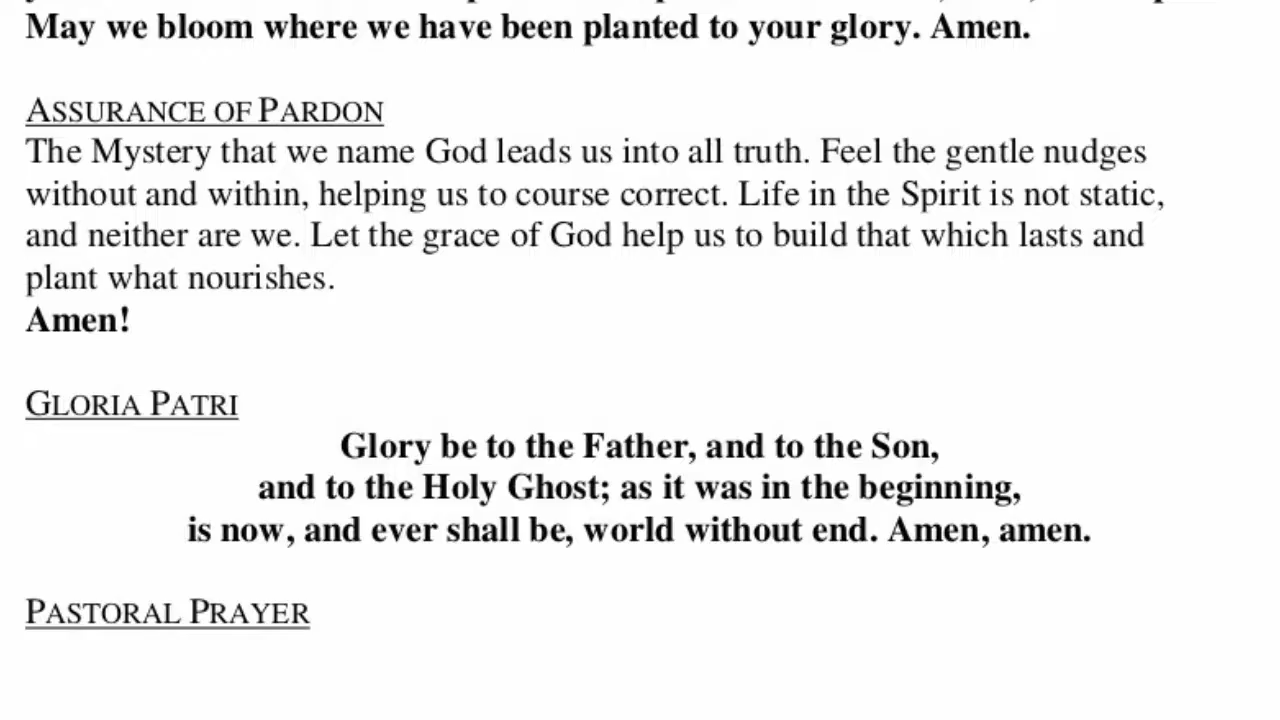 May we bloom where we have been planted to your glory. Amen.
ASSURANCE OF PARDON
The Mystery that we name God leads us into all truth. Feel the gentle nudges
without and within, helping us to course correct. Life in the Spirit is not static,
and neither are we. Let the grace of God help us to build that which lasts and
plant what nourishes.
Amen!
GLORIA PATRI
Glory be to the Father, and to the Son,
and to the Holy Ghost; as it was in the beginning,
is now, and ever shall be, world without end. Amen, amen.
PASTORAL PRAYER